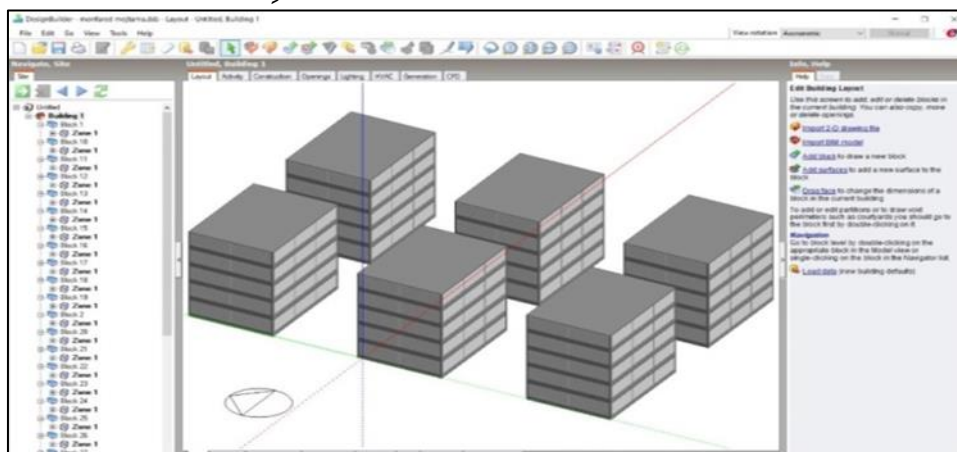 DesignBuilder - monfared mojtama.dsb - Layout - Untitled, Building 1
File Edit Go View Tools Help
View rotation Axonometric Normal
Navigate, Site
Site
Untitled
Building 1
Block 1
Zone 1
Block 10
Zone 1
Block 11
Zone 1
Block 12
Zone 1
Block 13
Zone 1
Block 14
Zone 1
Block 15
Zone 1
Block 16
Zone 1
Block 17
Zone 1
Block 18
Zone 1
Block 19
Zone 1
Block 2
Zone 1
Block 20
Zone 1
Block 21
Zone 1
Block 22
Zone 1
Block 23
Zone 1
Block 24
Zone 1
Block 25
Zone 1
Block 26
Zone 1
Untitled, Building 1
Layout Activity Construction Openings Lighting HVAC Generation CFD
Info, Help
Help
Edit Building Layout
Use this screen to add, edit or delete blocks in
the current building. You can also copy, move
or delete openings.
Import 2-D drawing file
Import BIM model
Add block to draw a new block
Add surfaces to add a new surface to the
block
Drag face to change the dimensions of a
block in the current building
To add or edit partitions or to draw void
perimeters such as courtyards you should go to
the block first by double-clicking on it.
Navigation
Go to block level by double-clicking on the
appropriate block in the Model view or
single-clicking on the block in the Navigator list.
Load data (new building defaults)